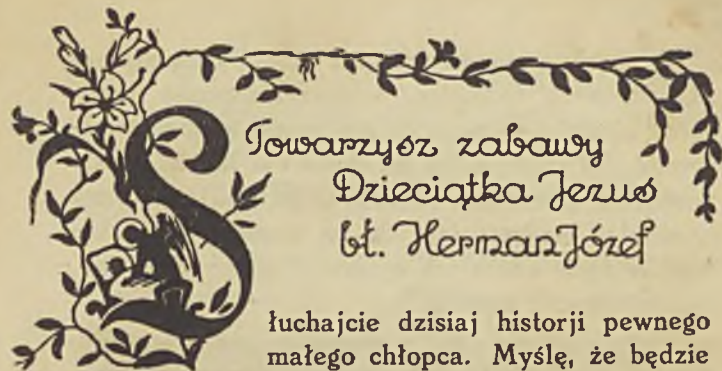 Towarzysz zabawy
Dzieciątka Jezus
bł. Herman Józef
Słuchajcie dzisiaj historji pewnego
małego chłopca. Myślę, że będzie